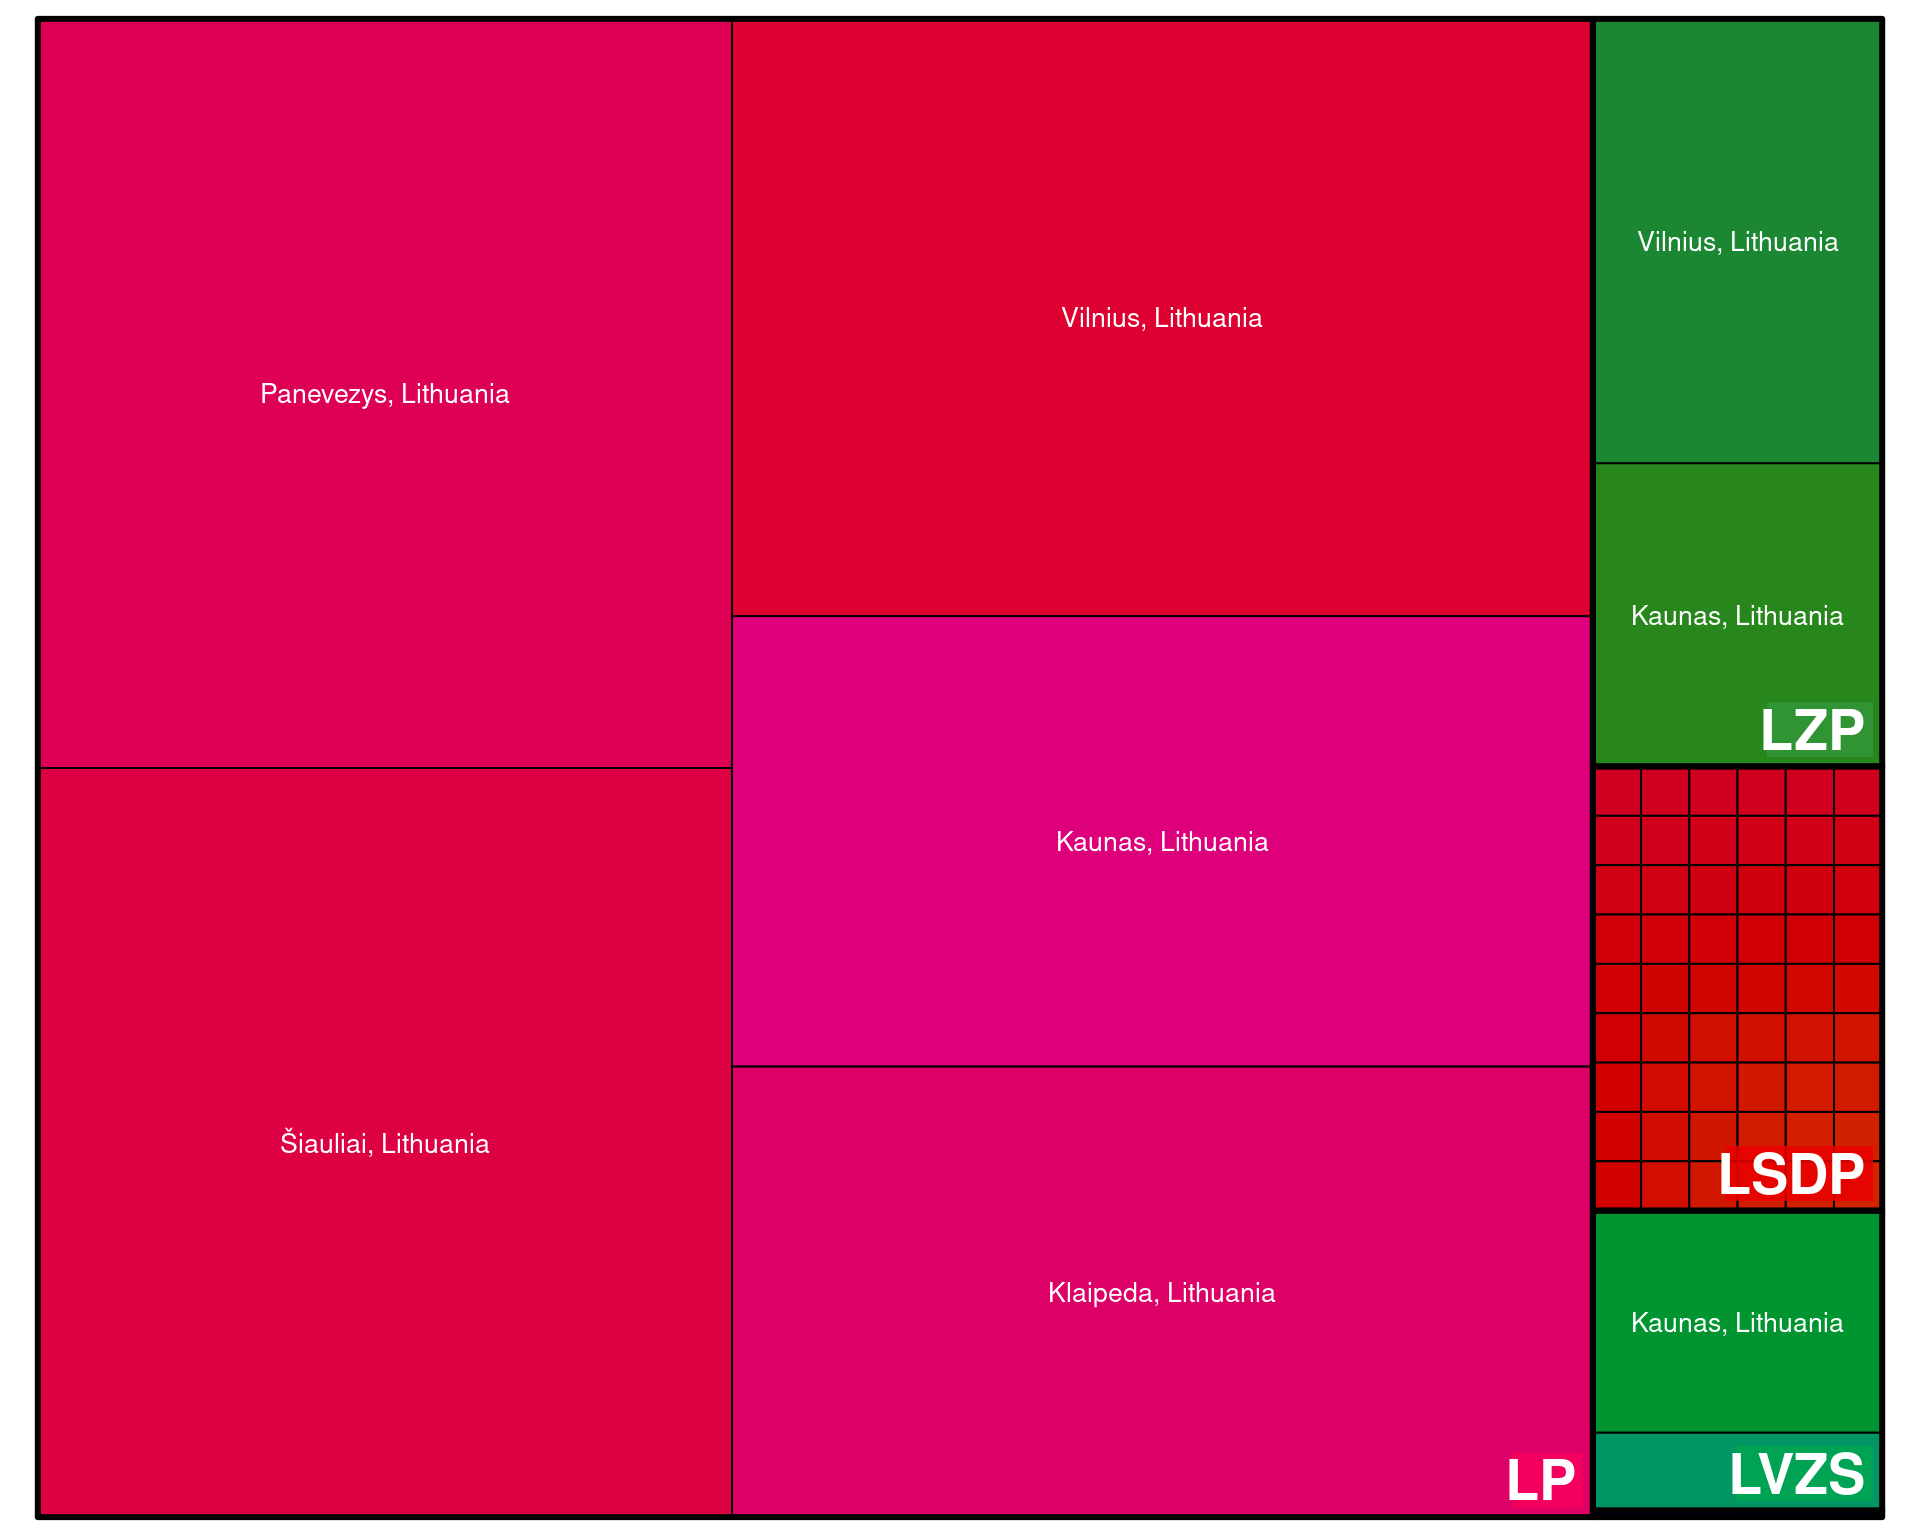 Panevezys, Lithuania
Šiauliai, Lithuania
Vilnius, Lithuania
Kaunas, Lithuania
Klaipeda, Lithuania
LP
Vilnius, Lithuania
Kaunas, Lithuania
LZP
LSDP
Kaunas, Lithuania
LVZS